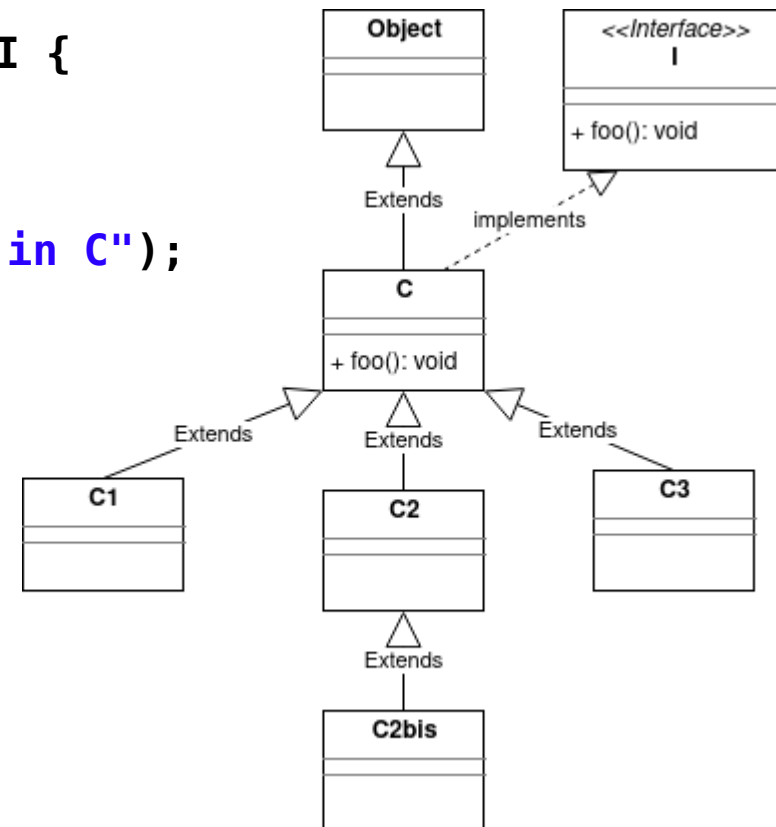 I {
in C");
Object
<<Interface>>
I
+ foo(): void
Extends
implements
C
+ foo(): void
Extends
Extends
Extends
C1
C2
C3
Extends
C2bis